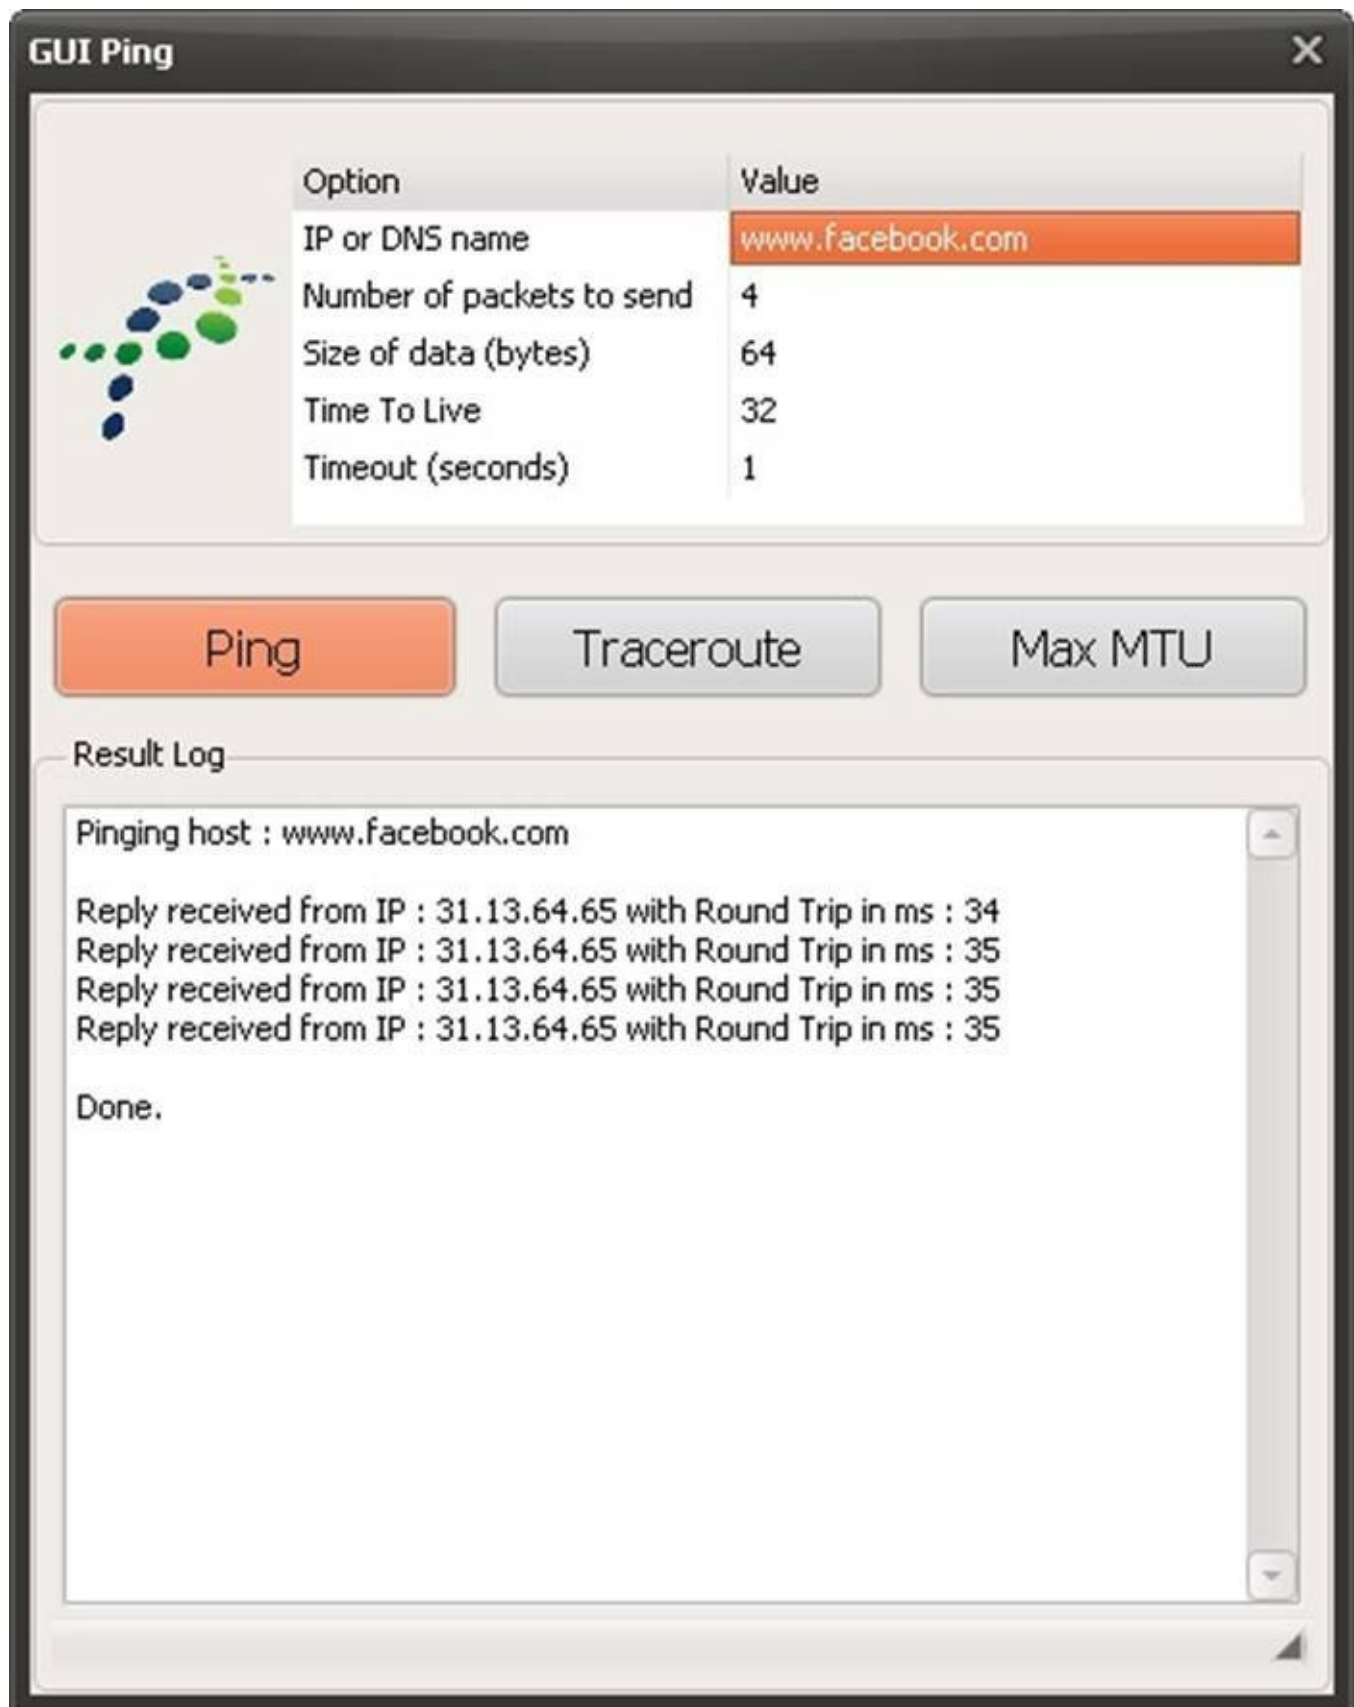 GUI Ping
Option Value
IP or DNS name www.facebook.com
Number of packets to send 4
Size of data (bytes) 64
Time To Live 32
Timeout (seconds) 1
Ping Traceroute Max MTU
Result Log
Pinging host : www.facebook.com
Reply received from IP : 31.13.64.65 with Round Trip in ms : 34
Reply received from IP : 31.13.64.65 with Round Trip in ms : 35
Reply received from IP : 31.13.64.65 with Round Trip in ms : 35
Reply received from IP : 31.13.64.65 with Round Trip in ms : 35
Done.